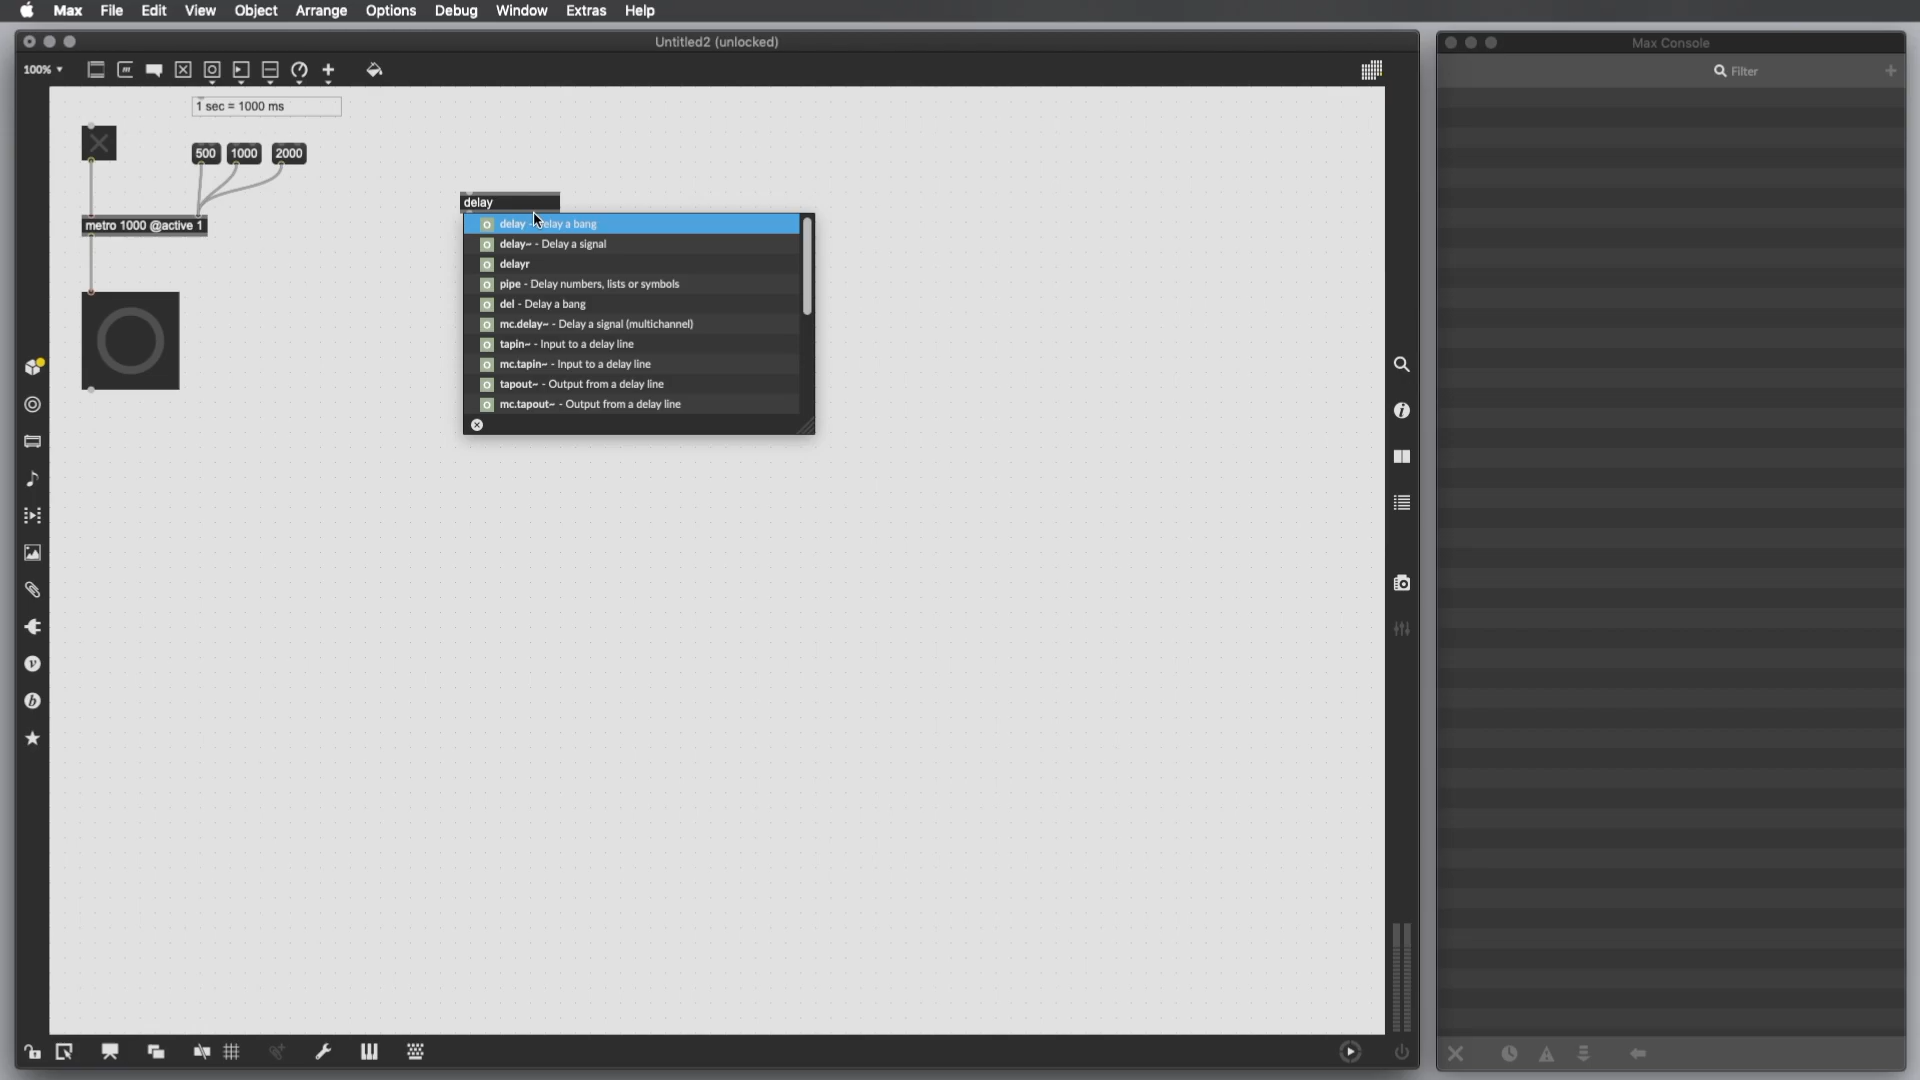 Max File Edit View Object Arrange Options Debug Window Extras Help
Untitled2 (unlocked)
Max Console
100%
Filter
1 sec = 1000 ms
500 1000 2000
metro 1000 @active 1
delay
delay - elay a bang
delay~ - Delay a signal
delayr
pipe - Delay numbers, lists or symbols
del - Delay a bang
mc.delay~ - Delay a signal (multichannel)
tapin~ - Input to a delay line
mc.tapin~ - Input to a delay line
tapout~ - Output from a delay line
mc.tapout~ - Output from a delay line